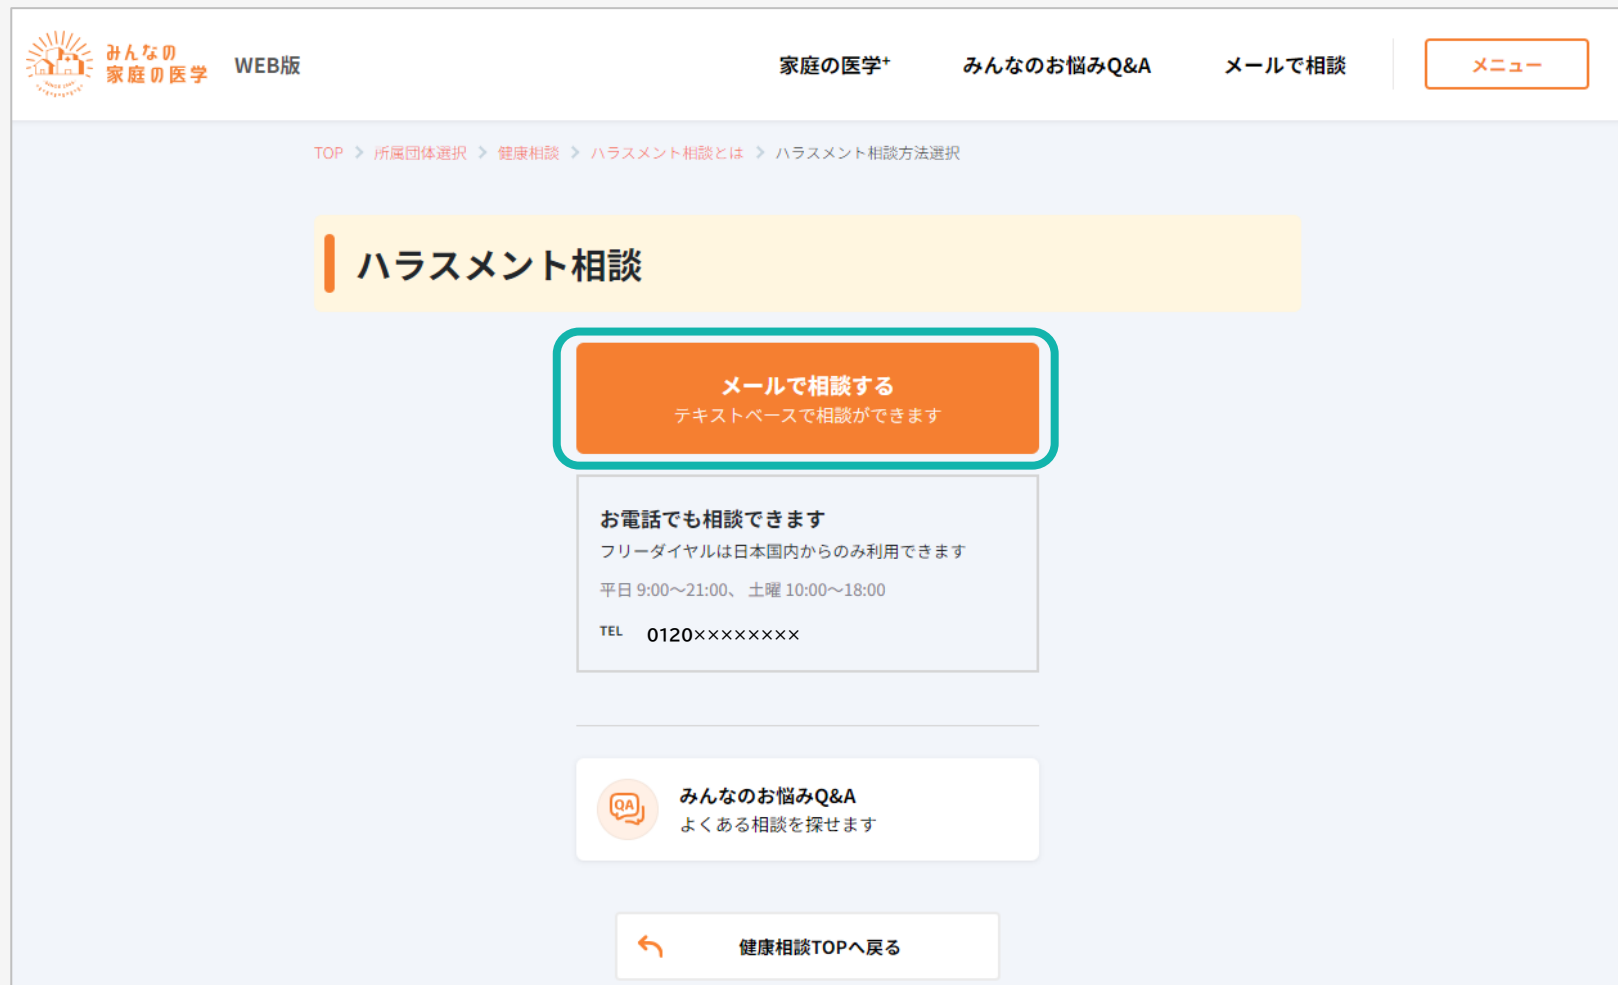 みんなの
家庭の医学
SINCE 1969
WEB版
家庭の医学⁺
みんなのお悩みQ&A
メールで相談
メニュー
TOP > 所属団体選択 > 健康相談 > ハラスメント相談とは > ハラスメント相談方法選択
ハラスメント相談
メールで相談する
テキストベースで相談ができます
お電話でも相談できます
フリーダイヤルは日本国内からのみ利用できます
平日 9:00〜21:00、 土曜 10:00〜18:00
TEL 0120××××××××
QA
みんなのお悩みQ&A
よくある相談を探せます
健康相談TOPへ戻る